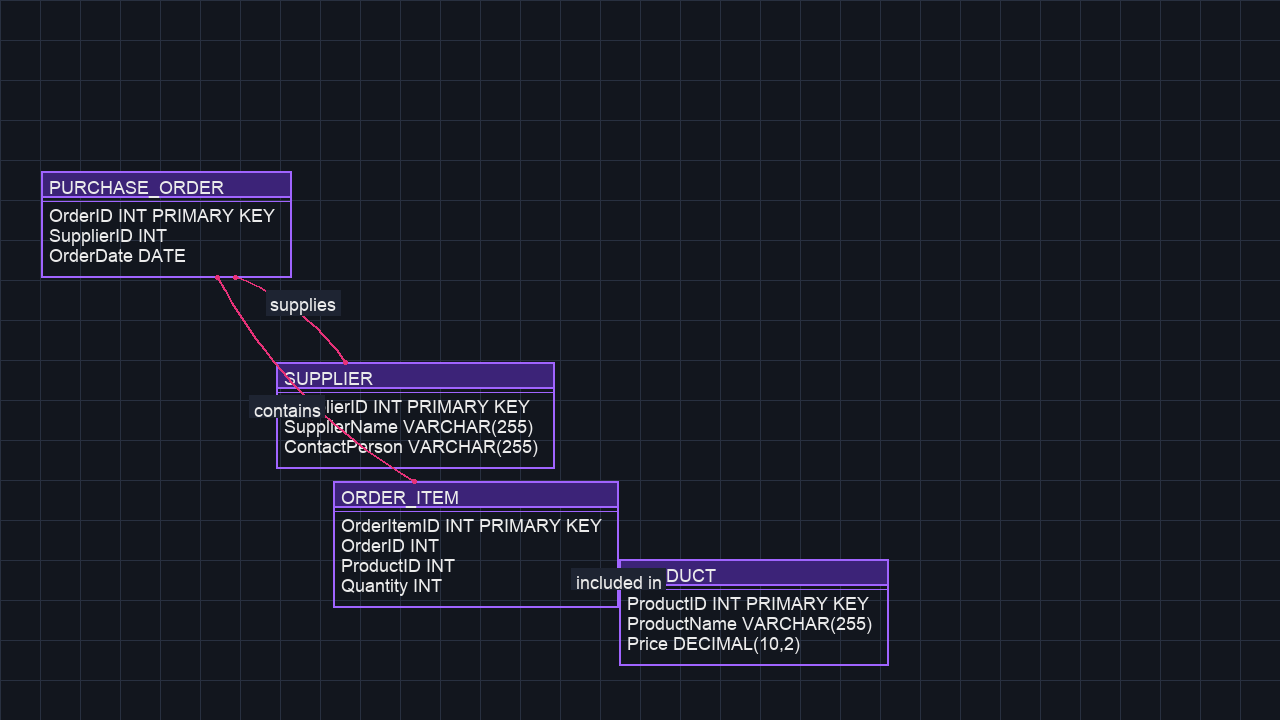 PURCHASE_ORDER
OrderID INT PRIMARY KEY
SupplierID INT
OrderDate DATE
supplies
SUPPLIER
contains
lierID INT PRIMARY KEY
SupplierName VARCHAR(255)
ContactPerson VARCHAR(255)
ORDER_ITEM
OrderItemID INT PRIMARY KEY
OrderID INT
ProductID INT
Quantity INT
included in
DUCT
ProductID INT PRIMARY KEY
ProductName VARCHAR(255)
Price DECIMAL(10,2)